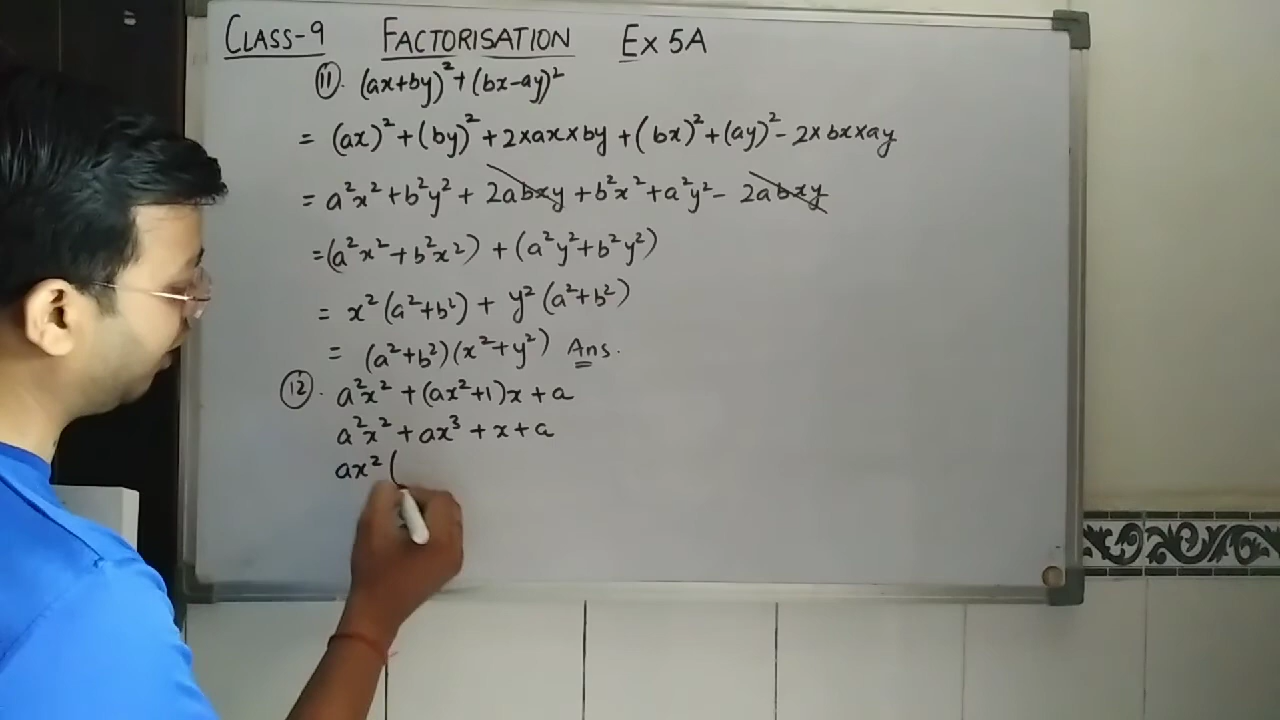 CLASS-9 FACTORISATION Ex 5A
⑪. (ax+by)² + (bx-ay)²
= (ax)² + (by)² + 2×ax×by + (bx)² + (ay)² - 2×bx×ay
= a²x² + b²y² + 2abxy + b²x² + a²y² - 2abxy
= (a²x² + b²x²) + (a²y² + b²y²)
= x²(a²+b²) + y²(a²+b²)
= (a²+b²)(x²+y²) Ans.
⑫. a²x² + (ax²+1)x + a
a²x² + ax³ + x + a
ax² (